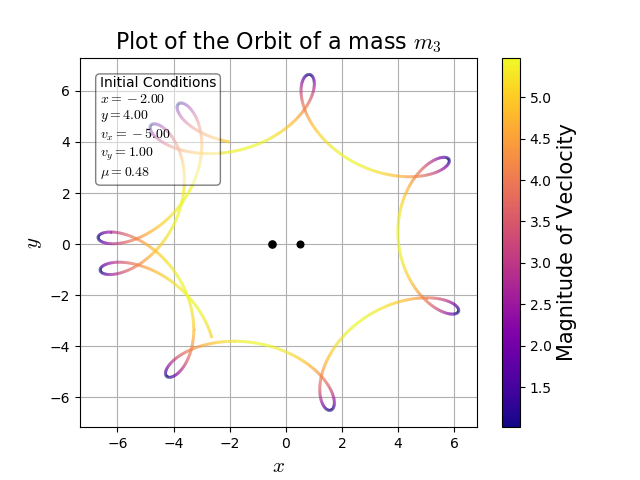 Plot of the Orbit of a mass m₃
Initial Conditions
x = −2.00
y = 4.00
vₓ = −5.00
v_y = 1.00
μ = 0.48
6
4
2
0
−2
−4
−6
y
−6
−4
−2
0
2
4
6
x
5.0
4.5
4.0
3.5
3.0
2.5
2.0
1.5
Magnitude of Veclocity